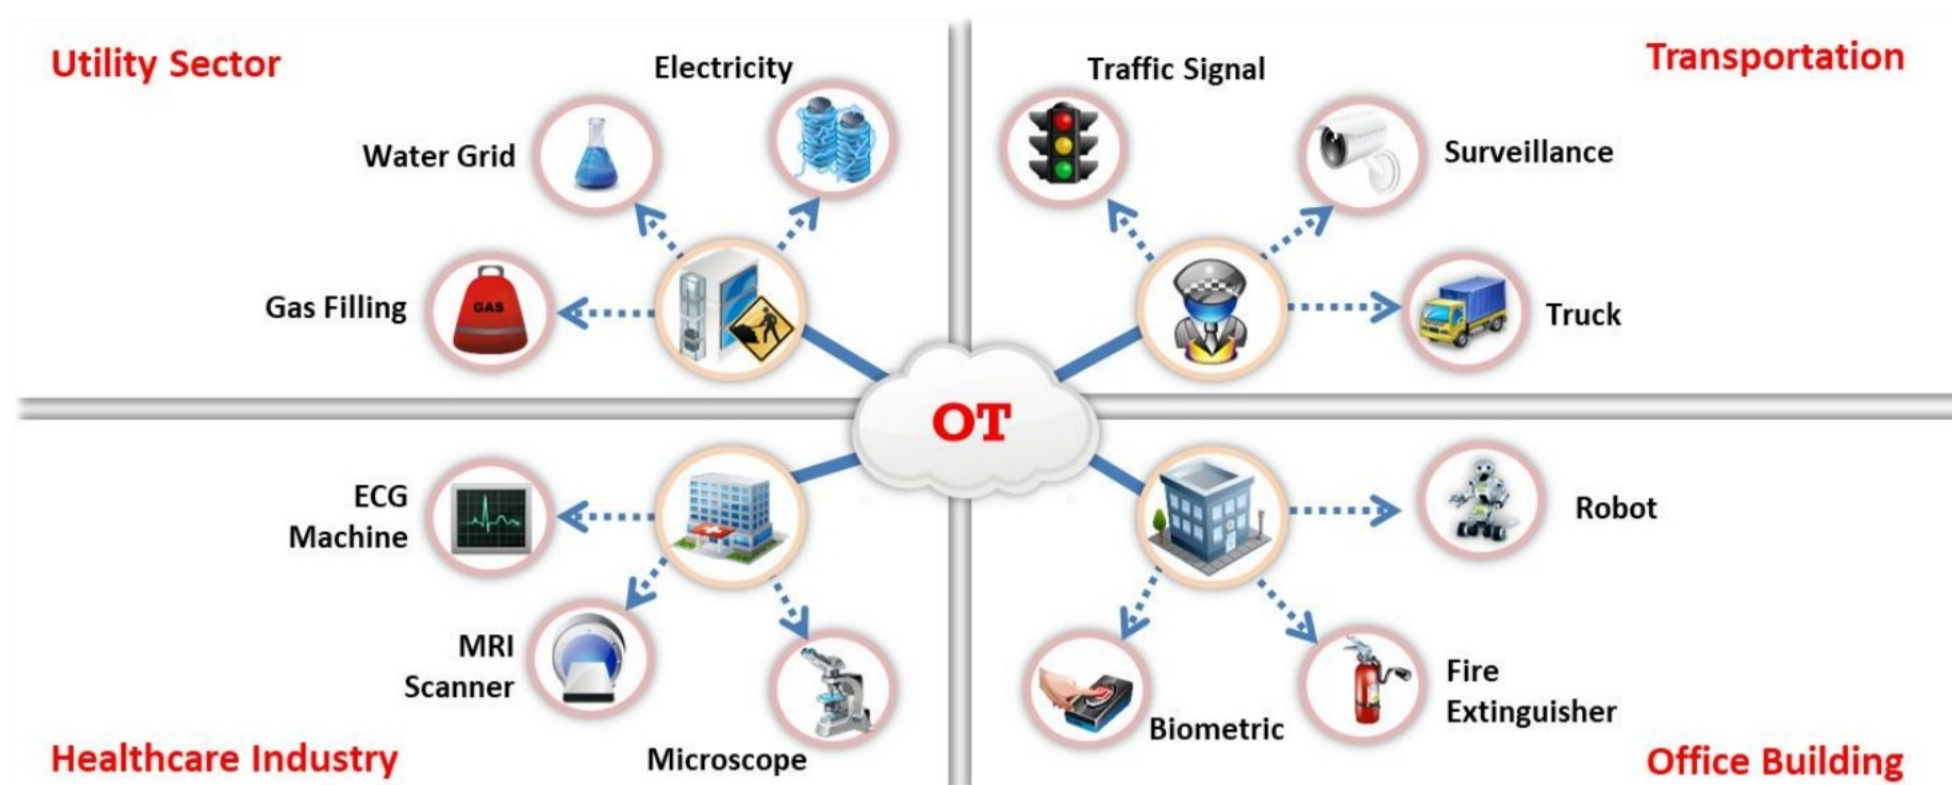 Utility Sector
Electricity
Water Grid
Gas Filling
GAS
Transportation
Traffic Signal
Surveillance
Truck
OT
ECG
Machine
MRI
Scanner
Microscope
Healthcare Industry
Robot
Fire
Extinguisher
Biometric
Office Building